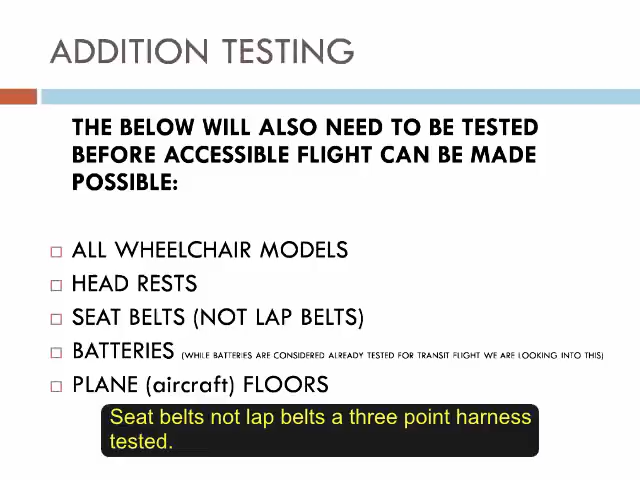 ADDITION TESTING
THE BELOW WILL ALSO NEED TO BE TESTED
BEFORE ACCESSIBLE FLIGHT CAN BE MADE
POSSIBLE:
ALL WHEELCHAIR MODELS
HEAD RESTS
SEAT BELTS (NOT LAP BELTS)
BATTERIES (WHILE BATTERIES ARE CONSIDERED ALREADY TESTED FOR TRANSIT FLIGHT WE ARE LOOKING INTO THIS)
PLANE (aircraft) FLOORS
Seat belts not lap belts a three point harness
tested.